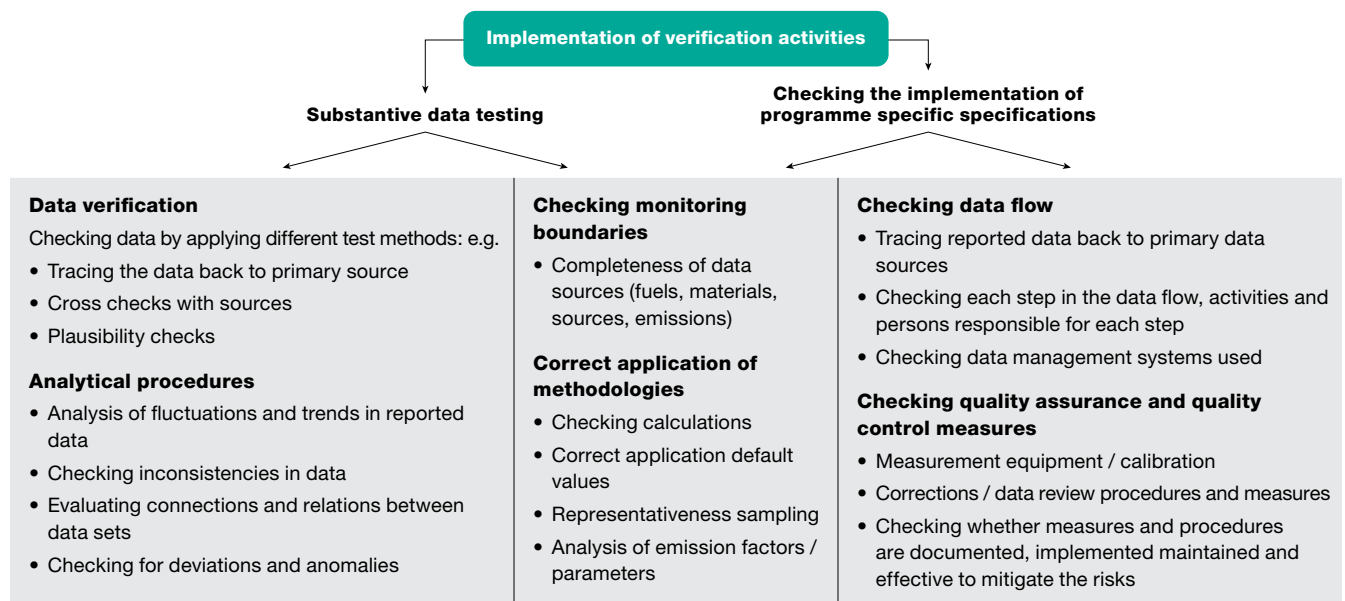 Implementation of verification activities
Substantive data testing
Checking the implementation of
programme specific specifications
Data verification
Checking data by applying different test methods: e.g.
• Tracing the data back to primary source
• Cross checks with sources
• Plausibility checks
Analytical procedures
• Analysis of fluctuations and trends in reported
data
• Checking inconsistencies in data
• Evaluating connections and relations between
data sets
• Checking for deviations and anomalies
Checking monitoring
boundaries
• Completeness of data
sources (fuels, materials,
sources, emissions)
Correct application of
methodologies
• Checking calculations
• Correct application default
values
• Representativeness sampling
• Analysis of emission factors /
parameters
Checking data flow
• Tracing reported data back to primary data
sources
• Checking each step in the data flow, activities and
persons responsible for each step
• Checking data management systems used
Checking quality assurance and quality
control measures
• Measurement equipment / calibration
• Corrections / data review procedures and measures
• Checking whether measures and procedures
are documented, implemented maintained and
effective to mitigate the risks